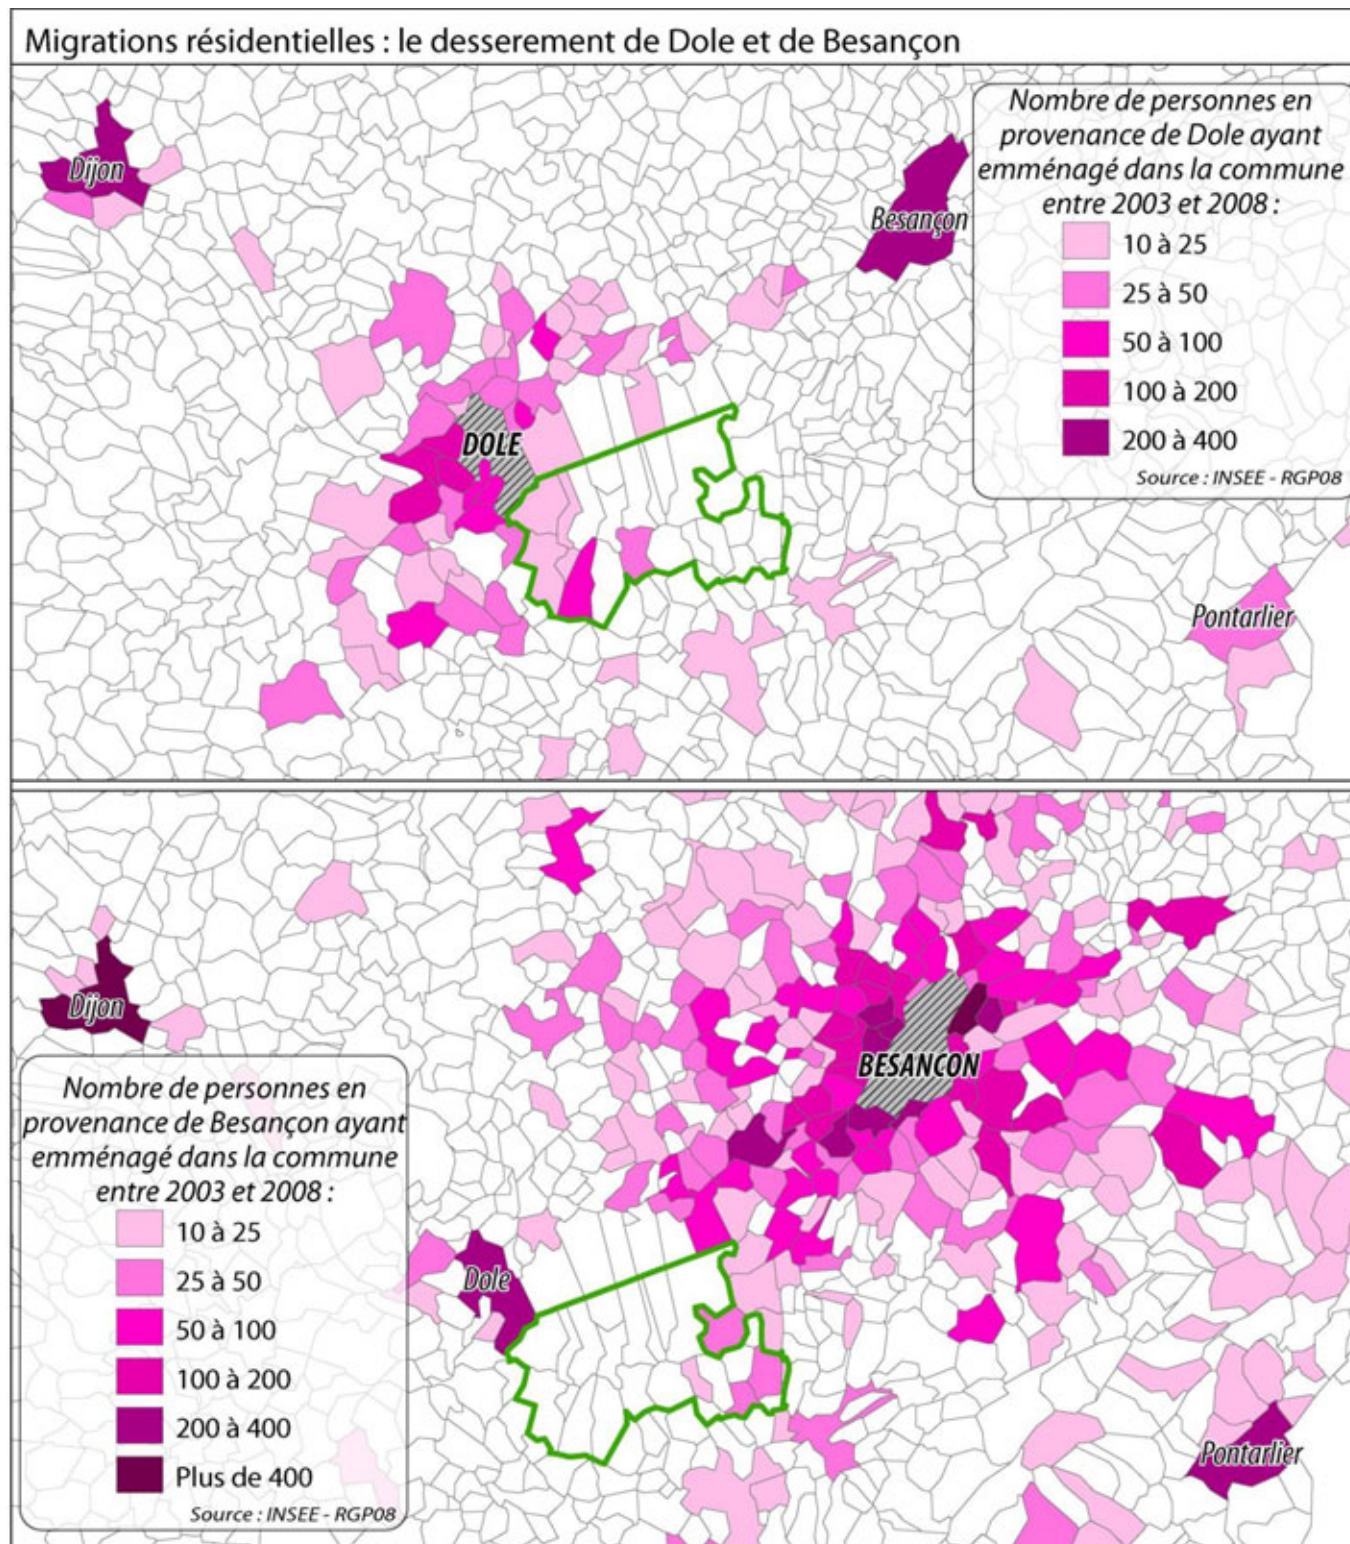 Migrations résidentielles : le desserement de Dole et de Besançon
Nombre de personnes en
provenance de Dole ayant
emménagé dans la commune
entre 2003 et 2008 :
10 à 25
25 à 50
50 à 100
100 à 200
200 à 400
Source : INSEE - RGP08
Dijon
Besançon
DOLE
Pontarlier
Dijon
BESANCON
Nombre de personnes en
provenance de Besançon ayant
emménagé dans la commune
entre 2003 et 2008 :
10 à 25
25 à 50
50 à 100
100 à 200
200 à 400
Plus de 400
Source : INSEE - RGP08
Dole
Pontarlier